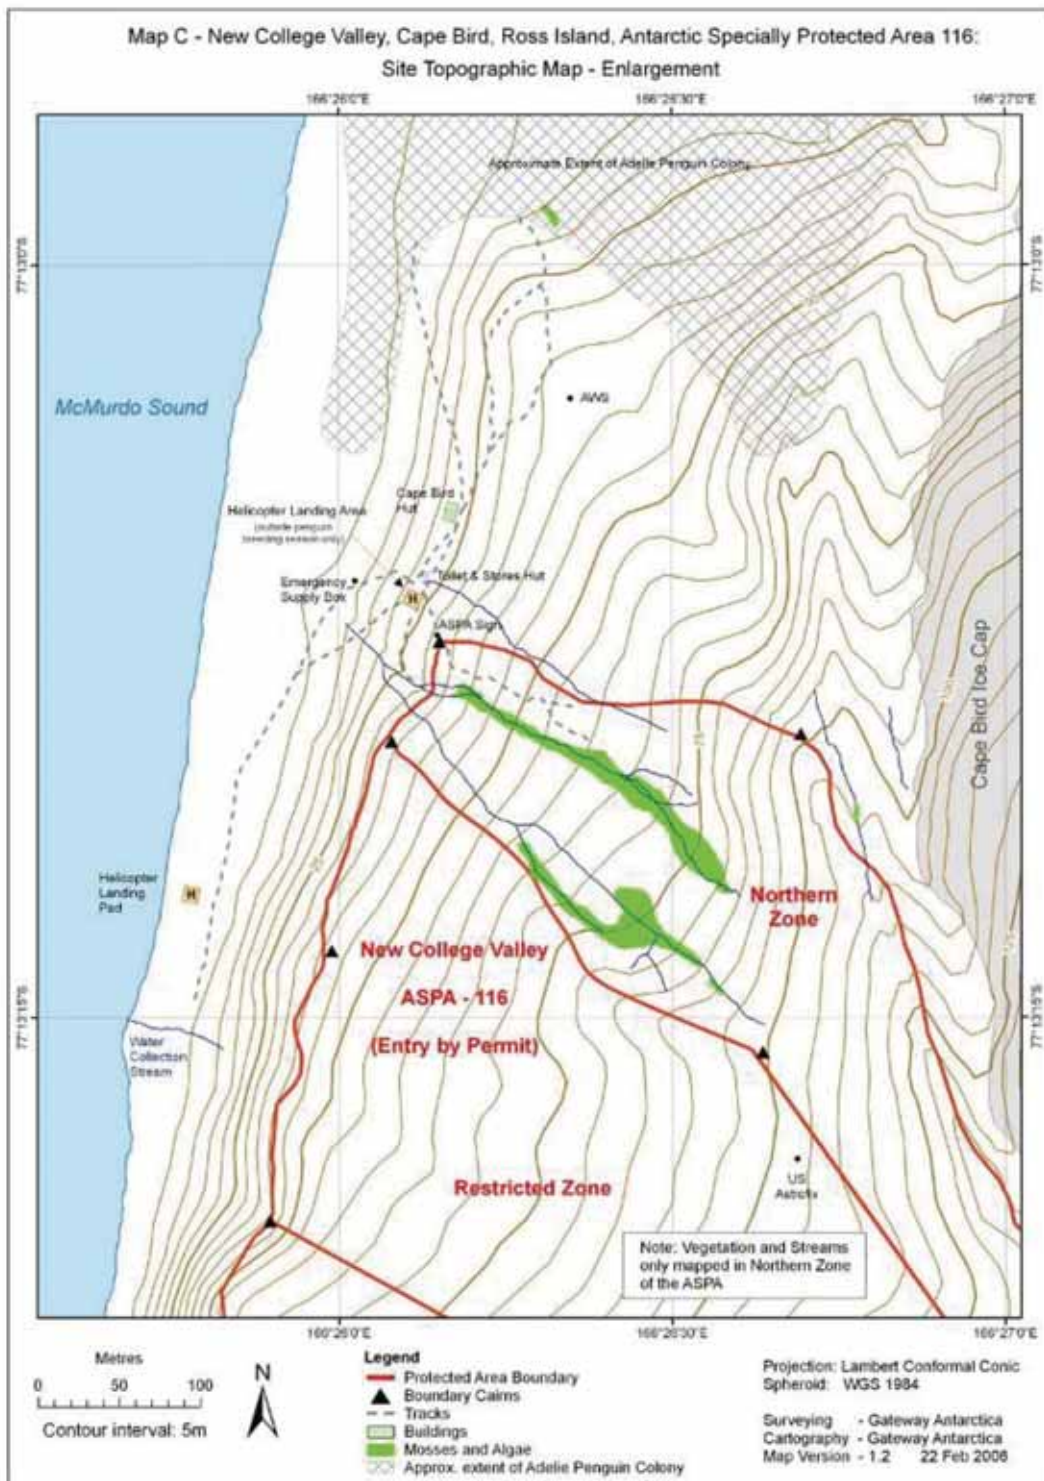 Map C - New College Valley, Cape Bird, Ross Island, Antarctic Specially Protected Area 116:
Site Topographic Map - Enlargement
166°26'0"E
166°26'30"E
166°27'0"E
Approximate Extent of Adelie Penguin Colony
77°13'0"S
77°13'0"S
McMurdo Sound
AWS
Cape Bird
Hut
Helicopter Landing Area
(outside penguin
breeding season only)
Toilet & Stores Hut
Emergency
Supply Box
H
ASPA Sign
Cape Bird Ice Cap
100
75
25
Helicopter
Landing
Pad
H
Northern
Zone
New College Valley
ASPA - 116
(Entry by Permit)
77°13'15"S
77°13'15"S
Water
Collection
Stream
Restricted Zone
US
Astrofix
Note: Vegetation and Streams
only mapped in Northern Zone
of the ASPA
166°26'0"E
166°26'30"E
166°27'0"E
Metres
0 50 100
Contour interval: 5m
N
Legend
Protected Area Boundary
Boundary Cairns
Tracks
Buildings
Mosses and Algae
Approx. extent of Adelie Penguin Colony
Projection: Lambert Conformal Conic
Spheroid: WGS 1984
Surveying - Gateway Antarctica
Cartography - Gateway Antarctica
Map Version - 1.2 22 Feb 2006